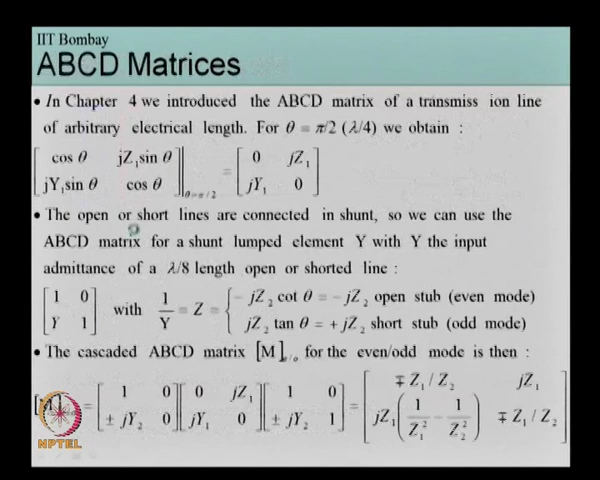 IIT Bombay
ABCD Matrices
• In Chapter 4 we introduced the ABCD matrix of a transmiss ion line
of arbitrary electrical length. For θ = π/2 (λ/4) we obtain :
[ cos θ jZ₁sin θ ; jY₁sin θ cos θ ]|θ=π/2 = [ 0 jZ₁ ; jY₁ 0 ]
• The open or short lines are connected in shunt, so we can use the
ABCD matrix for a shunt lumped element Y with Y the input
admittance of a λ/8 length open or shorted line :
[ 1 0 ; Y 1 ] with 1/Y = Z = { - jZ₂ cot θ = - jZ₂ open stub (even mode) ; jZ₂ tan θ = + jZ₂ short stub (odd mode)
• The cascaded ABCD matrix [M]e/o for the even/odd mode is then :
[M] = [ 1 0 ; ± jY₂ 0 ] [ 0 jZ₁ ; jY₁ 0 ] [ 1 0 ; ± jY₂ 1 ] = [ ∓ Z₁ / Z₂ jZ₁ ; jZ₁ ( 1/Z₁² - 1/Z₂² ) ∓ Z₁ / Z₂ ]
NPTEL